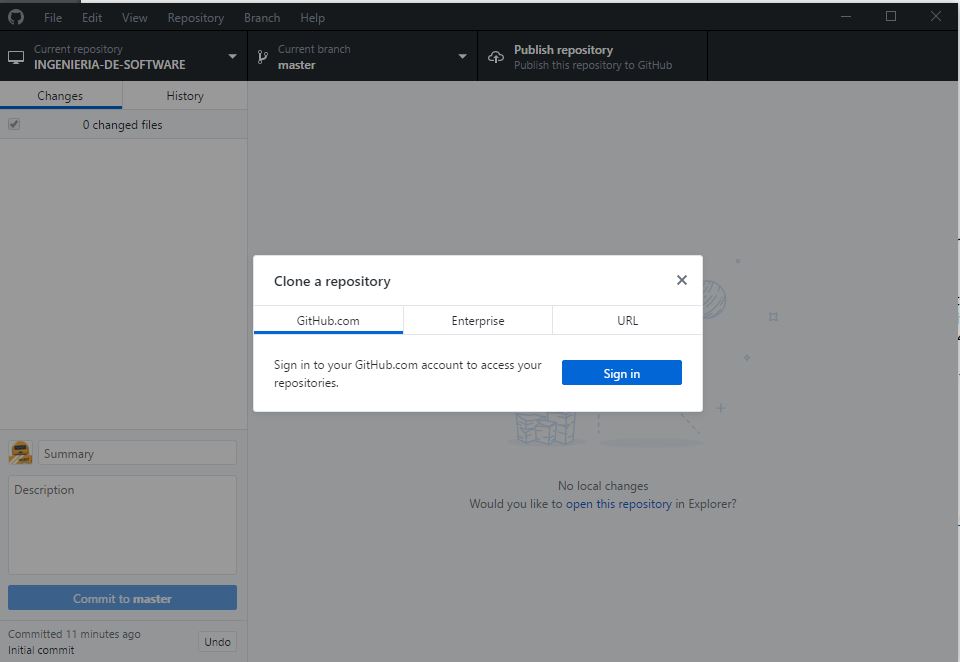 File Edit View Repository Branch Help
Current repository
INGENIERIA-DE-SOFTWARE
Current branch
master
Publish repository
Publish this repository to GitHub
Changes History
0 changed files
Clone a repository
GitHub.com Enterprise URL
Sign in to your GitHub.com account to access your
repositories.
Sign in
No local changes
Would you like to open this repository in Explorer?
Summary
Description
Commit to master
Committed 11 minutes ago
Initial commit
Undo